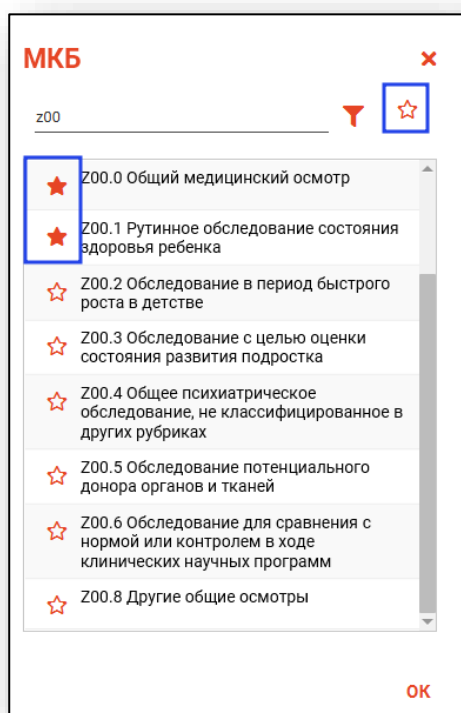 МКБ
z00
Z00.0 Общий медицинский осмотр
Z00.1 Рутинное обследование состояния
здоровья ребенка
Z00.2 Обследование в период быстрого
роста в детстве
Z00.3 Обследование с целью оценки
состояния развития подростка
Z00.4 Общее психиатрическое
обследование, не классифицированное в
других рубриках
Z00.5 Обследование потенциального
донора органов и тканей
Z00.6 Обследование для сравнения с
нормой или контролем в ходе
клинических научных программ
Z00.8 Другие общие осмотры
ОК